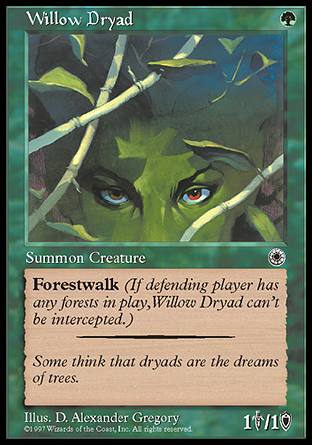 Willow Dryad
Summon Creature
Forestwalk (If defending player has
any forests in play,Willow Dryad can't
be intercepted.)
Some think that dryads are the dreams
of trees.
Illus. D. Alexander Gregory
©1997 Wizards of the Coast, Inc. All rights reserved.
1/1